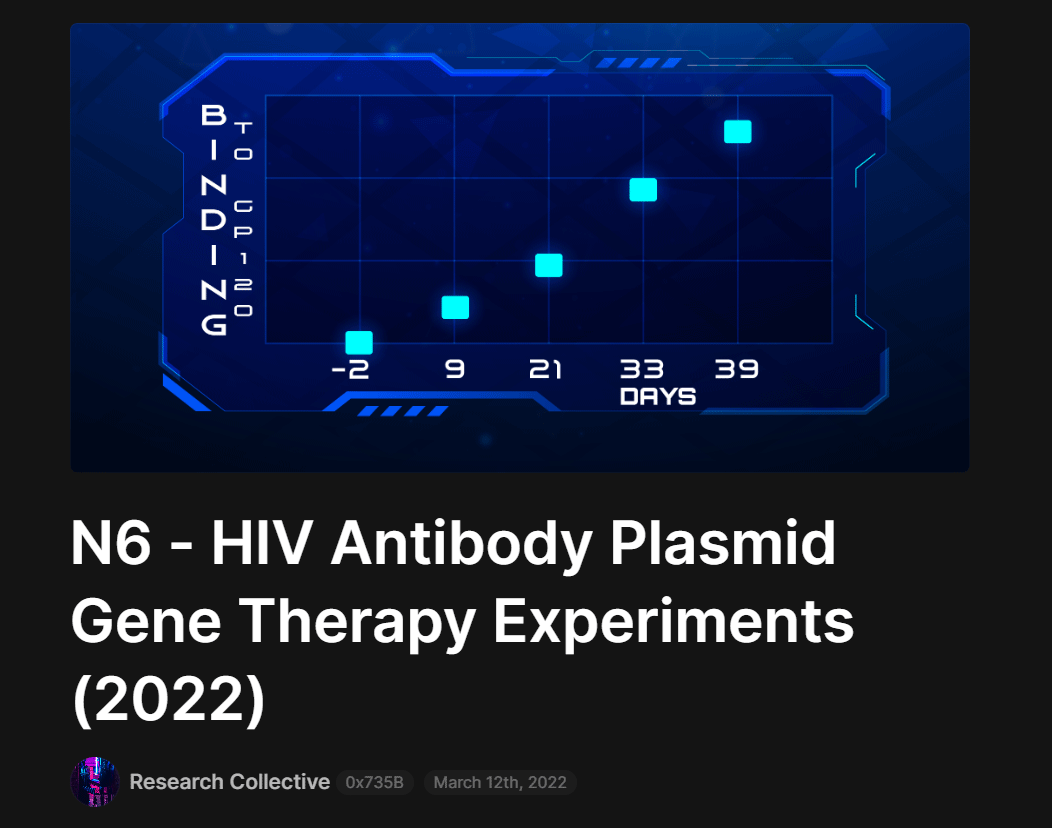 BINDING
TO GP120
-2 9 21 33 39
DAYS
N6 - HIV Antibody Plasmid
Gene Therapy Experiments
(2022)
Research Collective 0x735B March 12th, 2022